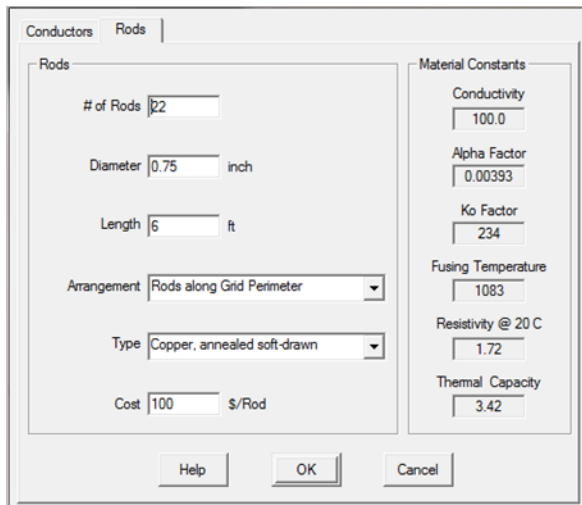 Conductors Rods
Rods
# of Rods 22
Diameter 0.75 inch
Length 6 ft
Arrangement Rods along Grid Perimeter
Type Copper, annealed soft-drawn
Cost 100 $/Rod
Material Constants
Conductivity
100.0
Alpha Factor
0.00393
Ko Factor
234
Fusing Temperature
1083
Resistivity @ 20 C
1.72
Thermal Capacity
3.42
Help OK Cancel